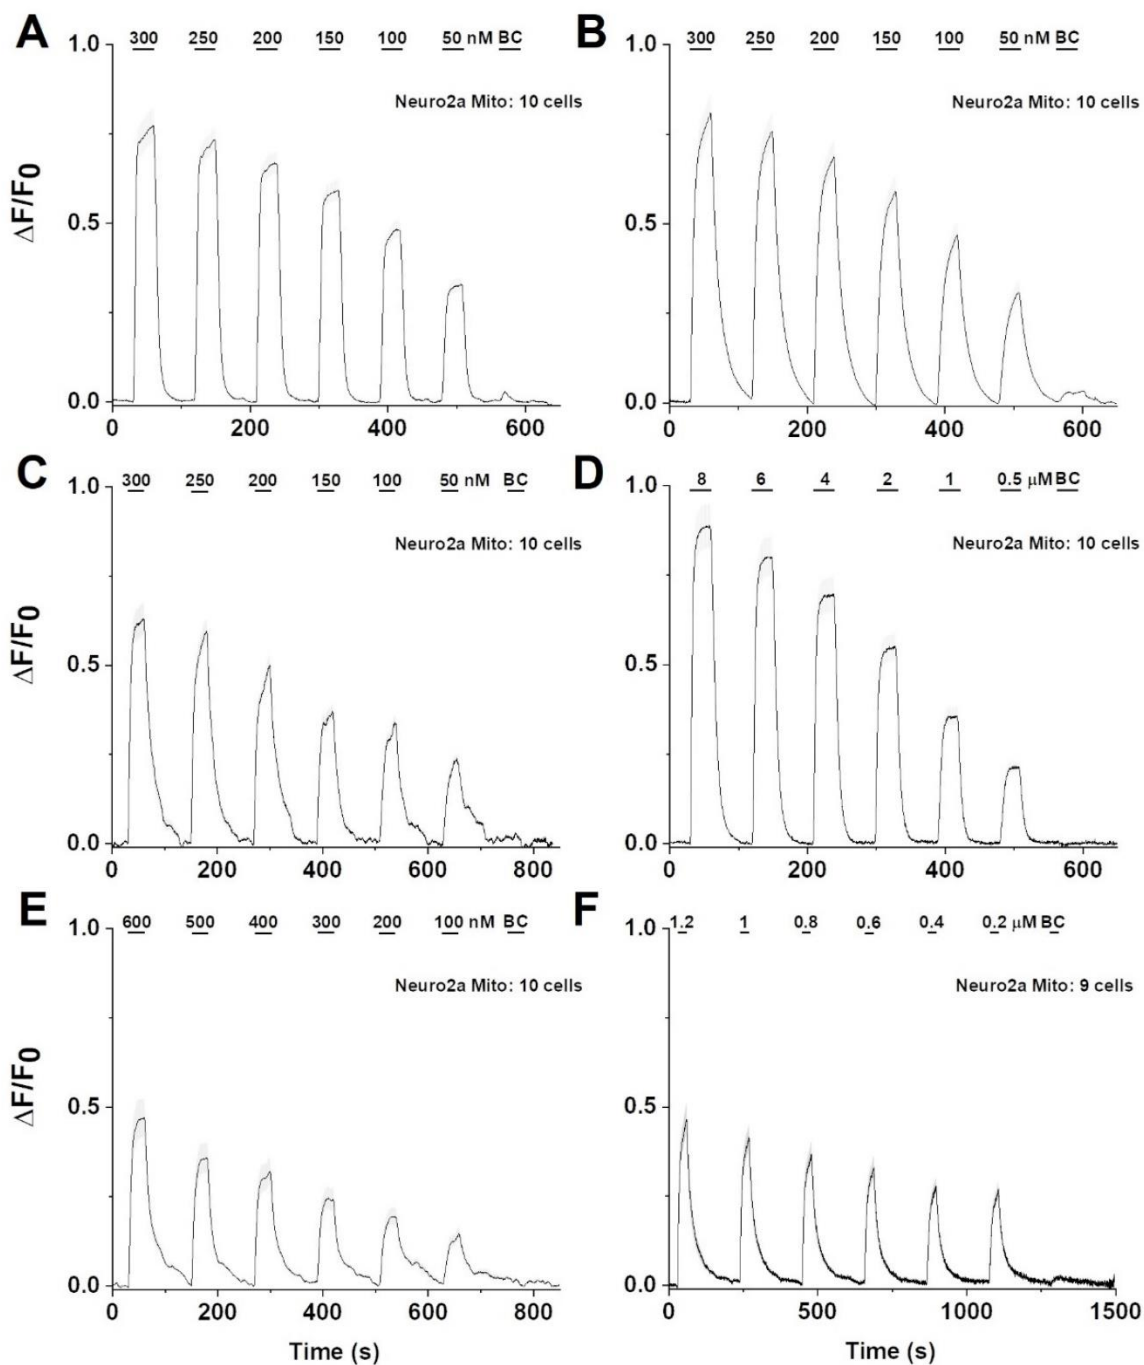 A
300 250 200 150 100 50 nM BC
Neuro2a Mito: 10 cells
1.0
0.5
0.0
ΔF/F0
0 200 400 600
B
300 250 200 150 100 50 nM BC
Neuro2a Mito: 10 cells
1.0
0.5
0.0
0 200 400 600
C
300 250 200 150 100 50 nM BC
Neuro2a Mito: 10 cells
1.0
0.5
0.0
ΔF/F0
0 200 400 600 800
D
8 6 4 2 1 0.5 μM BC
Neuro2a Mito: 10 cells
1.0
0.5
0.0
0 200 400 600
E
600 500 400 300 200 100 nM BC
Neuro2a Mito: 10 cells
1.0
0.5
0.0
ΔF/F0
0 200 400 600 800
Time (s)
F
1.2 1 0.8 0.6 0.4 0.2 μM BC
Neuro2a Mito: 9 cells
1.0
0.5
0.0
0 500 1000 1500
Time (s)